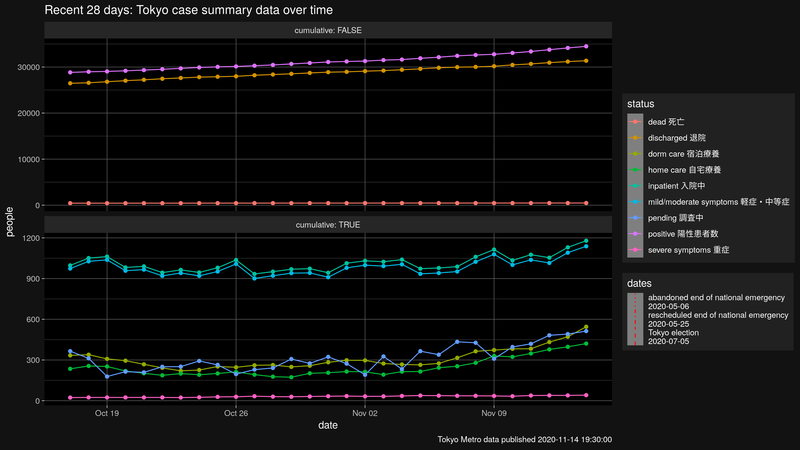 Recent 28 days: Tokyo case summary data over time
cumulative: FALSE
30000
20000
10000
0
people
cumulative: TRUE
1200
900
600
300
0
Oct 19
Oct 26
Nov 02
Nov 09
date
Tokyo Metro data published 2020-11-14 19:30:00
status
dead 死亡
discharged 退院
dorm care 宿泊療養
home care 自宅療養
inpatient 入院中
mild/moderate symptoms 軽症・中等症
pending 調査中
positive 陽性患者数
severe symptoms 重症
dates
abandoned end of national emergency
2020-05-06
rescheduled end of national emergency
2020-05-25
Tokyo election
2020-07-05